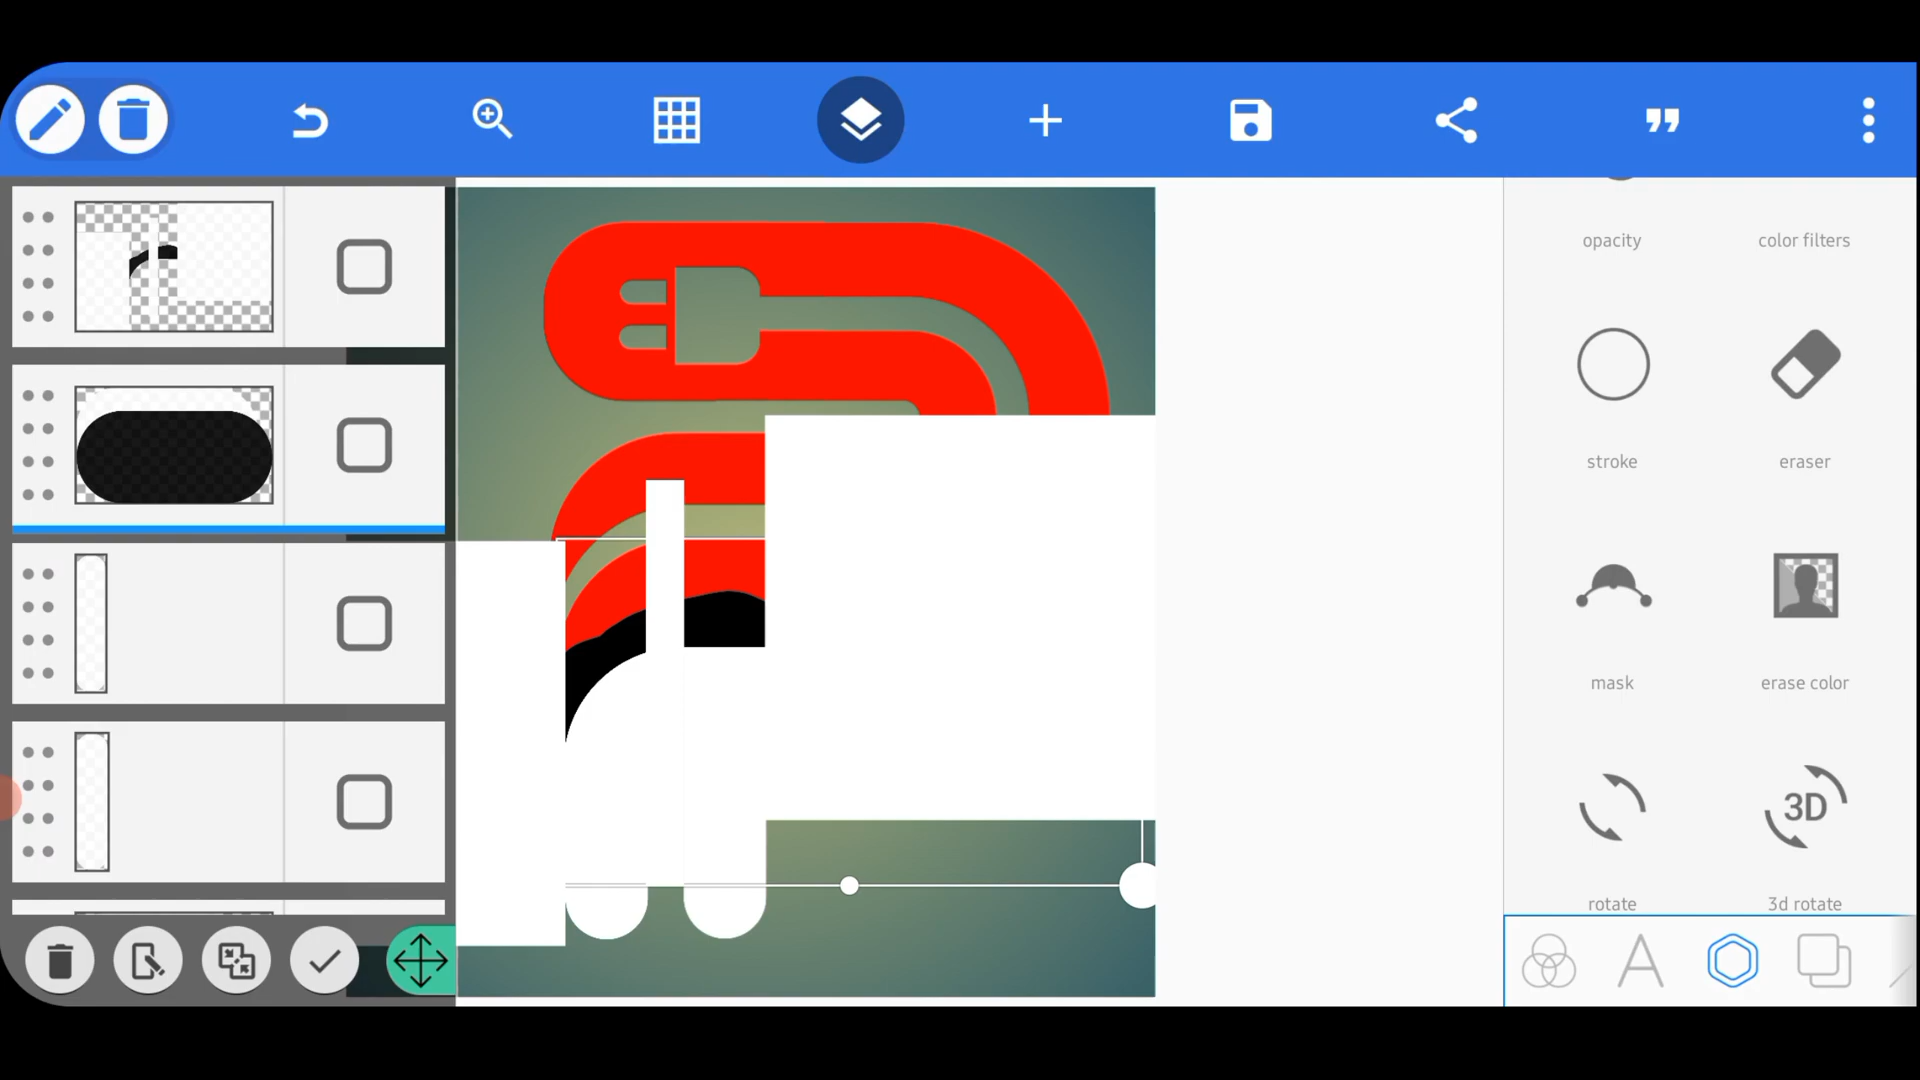 opacity
color filters
stroke
eraser
mask
erase color
3D
rotate
3d rotate